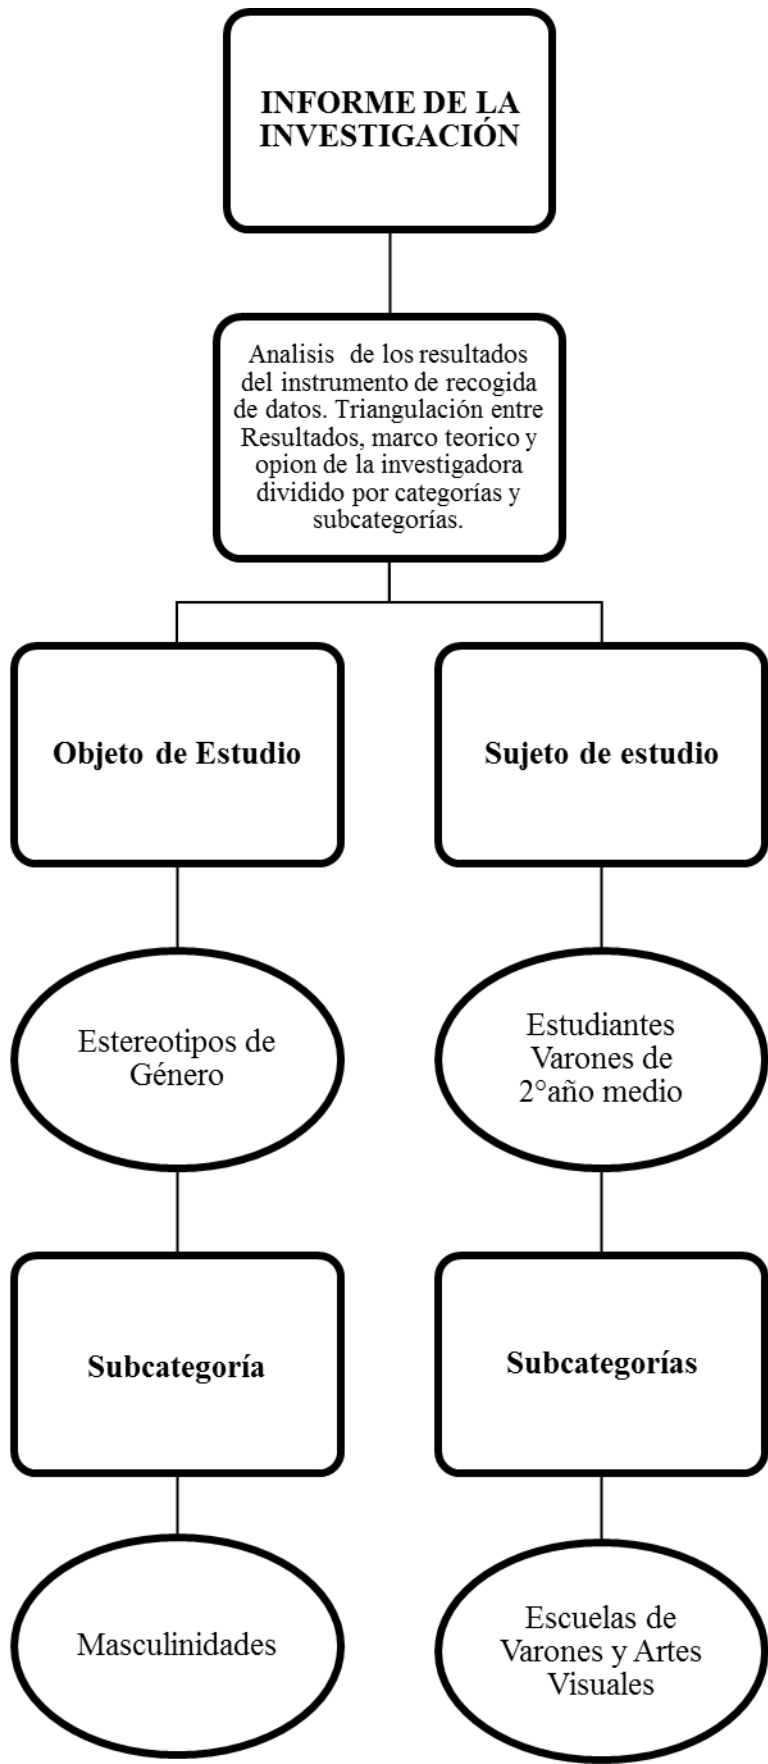 INFORME DE LA
INVESTIGACIÓN
Analisis de los resultados
del instrumento de recogida
de datos. Triangulación entre
Resultados, marco teorico y
opion de la investigadora
dividido por categorías y
subcategorías.
Objeto de Estudio
Sujeto de estudio
Estereotipos de
Género
Estudiantes
Varones de
2°año medio
Subcategoría
Subcategorías
Masculinidades
Escuelas de
Varones y Artes
Visuales